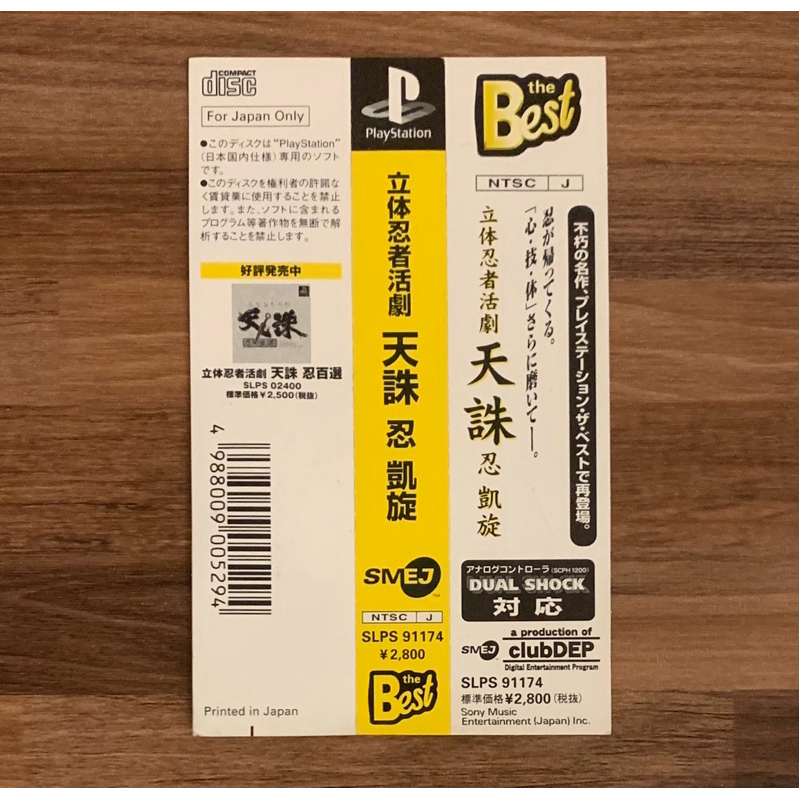 COMPACT
disc
For Japan Only
●このディスクは“PlayStation”
(日本国内仕様)専用のソフト
です。
●このディスクを権利者の許諾な
く賃貸業に使用することを禁止
します。また、ソフトに含まれる
プログラム等著作物を無断で解
析することを禁止します。
好評発売中
天誅
立体忍者活劇 天誅 忍百選
SLPS 02400
標準価格¥2,500(税抜)
4 988009 005294
Printed in Japan
PlayStation
立体忍者活劇 天誅 忍 凱旋
SMEJ
TM
NTSC J
SLPS 91174
¥2,800
the
Best
the
Best
NTSC J
不朽の名作、プレイステーション・ザ・ベストで再登場。
忍が帰ってくる。
「心・技・体」さらに磨いて—。
立体忍者活劇 天誅 忍 凱旋
アナログコントローラ(SCPH 1200)
DUAL SHOCK
対応
a production of
SMEJ clubDEP
Digital Entertainment Program
SLPS 91174
標準価格¥2,800(税抜)
Sony Music
Entertainment (Japan) Inc.